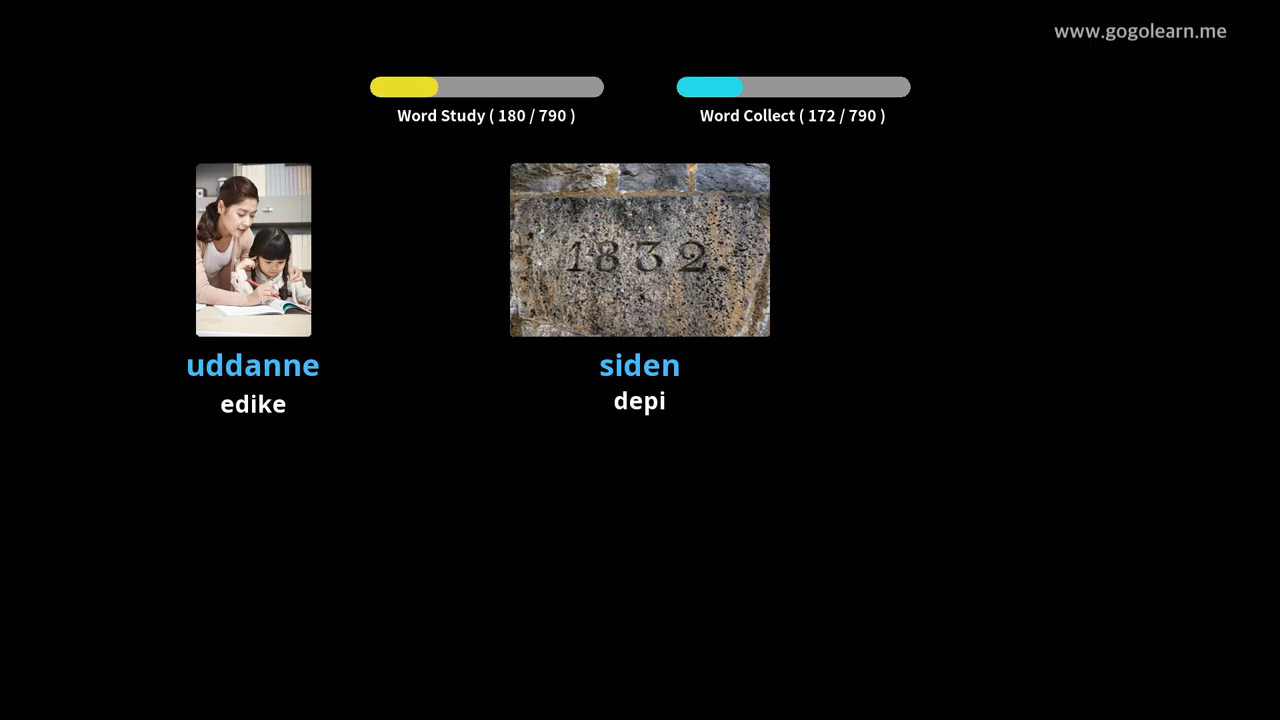 www.gogolearn.me
Word Study ( 180 / 790 )
Word Collect ( 172 / 790 )
1832
uddanne
siden
edike
depi